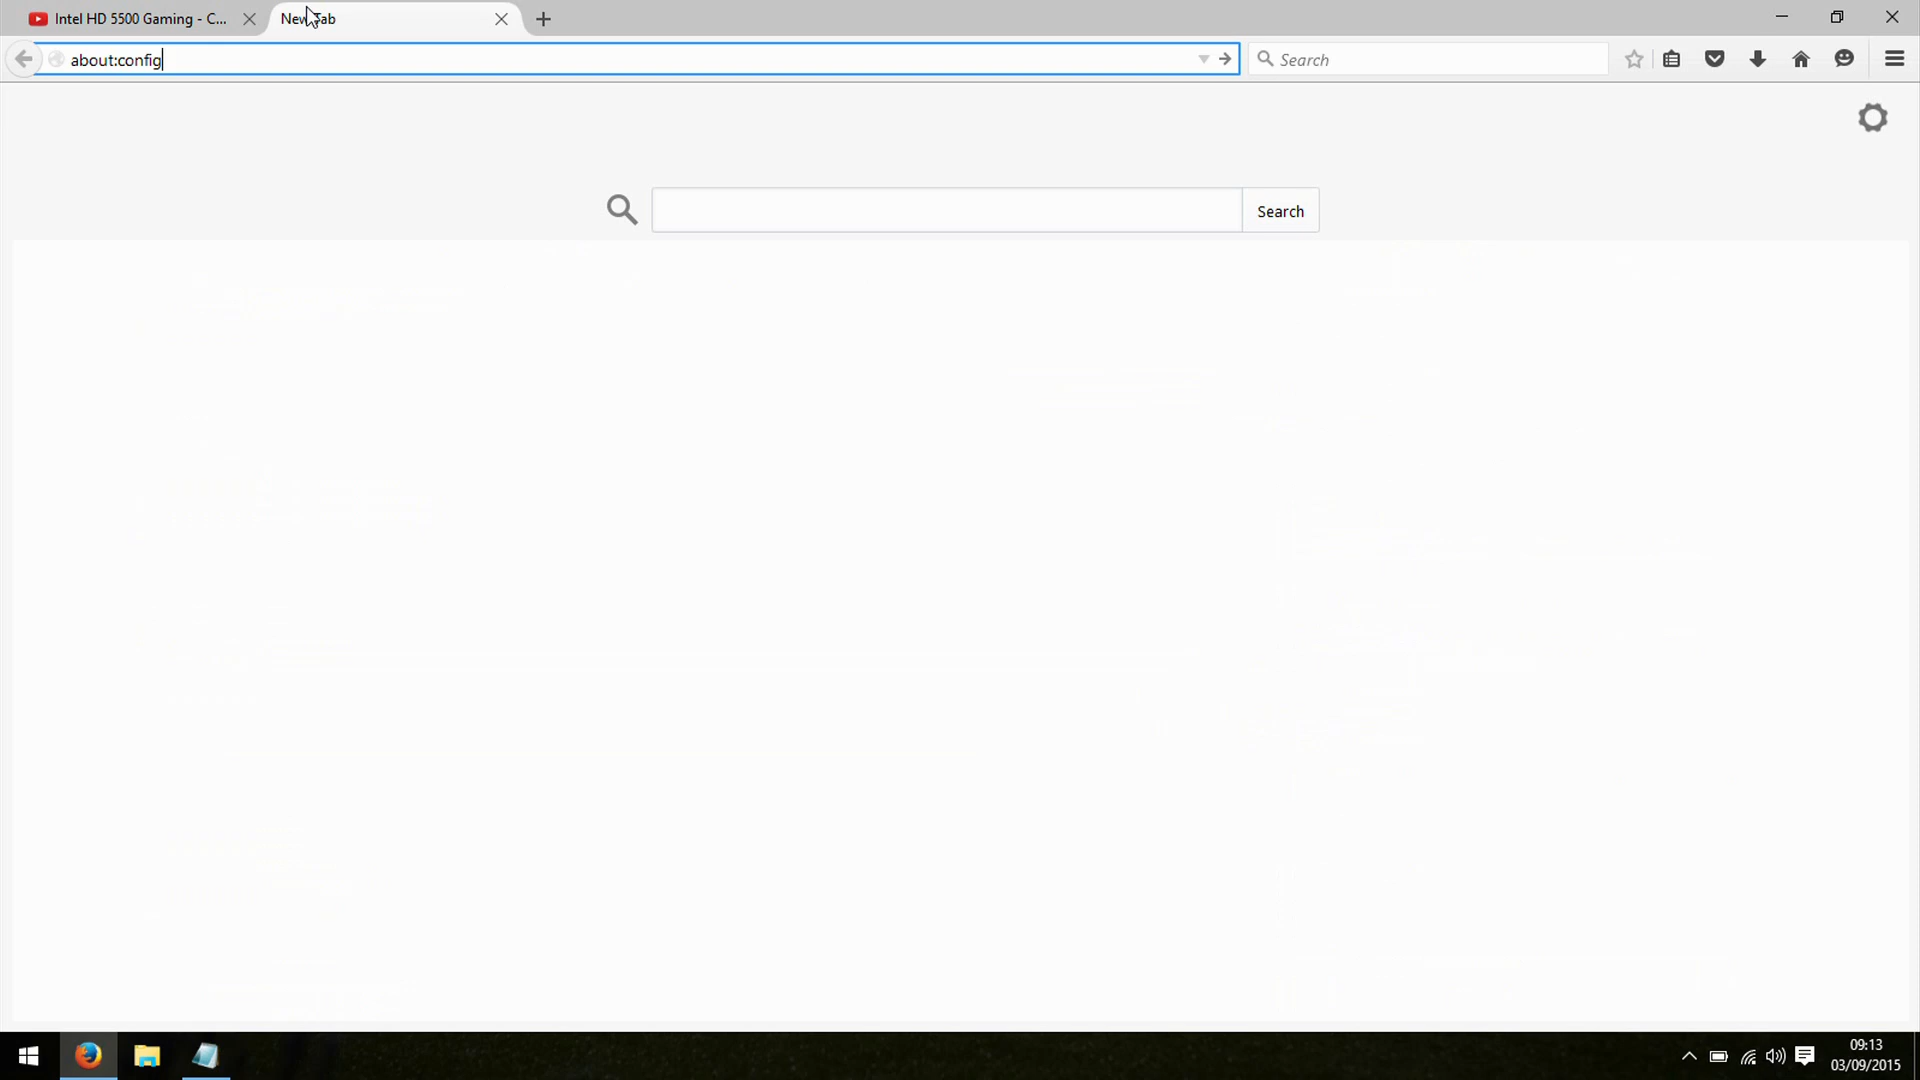 Intel HD 5500 Gaming - C...
New Tab
about:config
Search
Search
09:13
03/09/2015